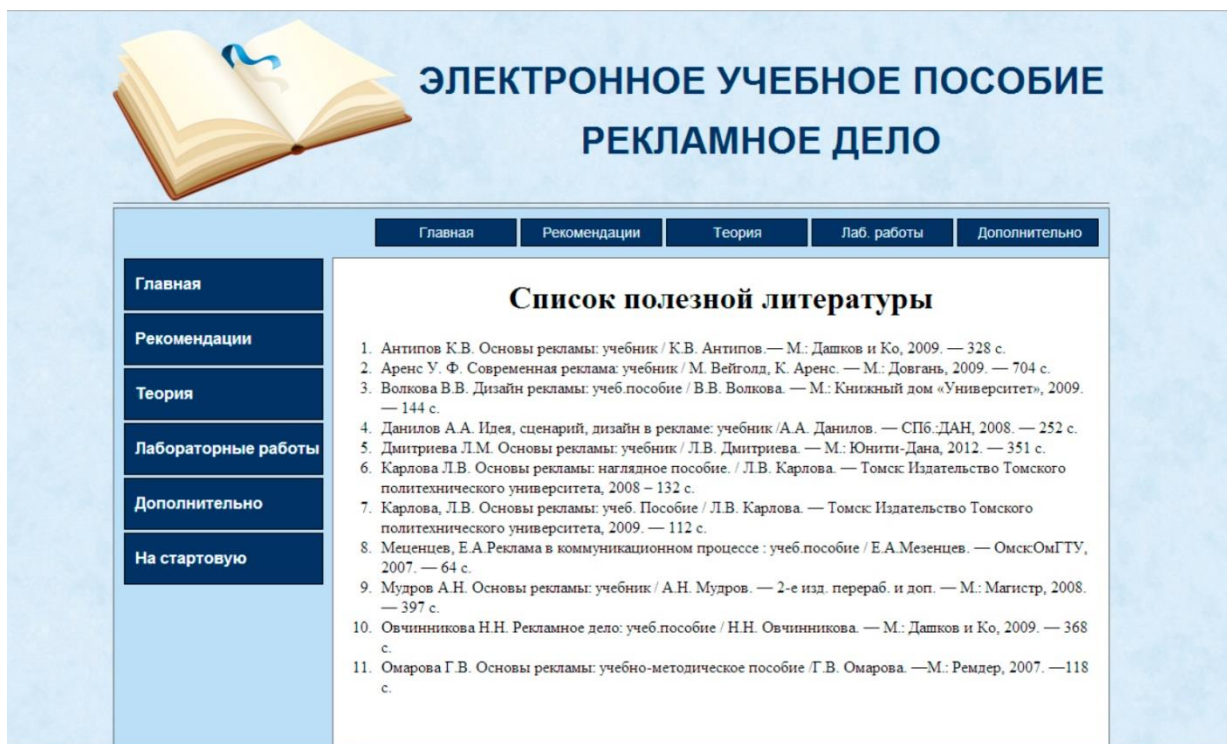 ЭЛЕКТРОННОЕ УЧЕБНОЕ ПОСОБИЕ
РЕКЛАМНОЕ ДЕЛО
Главная
Рекомендации
Теория
Лаб. работы
Дополнительно
Главная
Рекомендации
Теория
Лабораторные работы
Дополнительно
На стартовую
Список полезной литературы
1. Антипов К.В. Основы рекламы: учебник / К.В. Антипов.— М.: Дашков и Ко, 2009. — 328 с.
2. Аренс У. Ф. Современная реклама: учебник / М. Вейголд, К. Аренс. — М.: Довгань, 2009. — 704 с.
3. Волкова В.В. Дизайн рекламы: учеб.пособие / В.В. Волкова. — М.: Книжный дом «Университет», 2009.
— 144 с.
4. Данилов А.А. Идея, сценарий, дизайн в рекламе: учебник /А.А. Данилов. — СПб.:ДАН, 2008. — 252 с.
5. Дмитриева Л.М. Основы рекламы: учебник / Л.В. Дмитриева. — М.: Юнити-Дана, 2012. — 351 с.
6. Карлова Л.В. Основы рекламы: наглядное пособие. / Л.В. Карлова. — Томск: Издательство Томского
политехнического университета, 2008 – 132 с.
7. Карлова, Л.В. Основы рекламы: учеб. Пособие / Л.В. Карлова. — Томск: Издательство Томского
политехнического университета, 2009. — 112 с.
8. Меценцев, Е.А.Реклама в коммуникационном процессе : учеб.пособие / Е.А.Мезенцев. — Омск:ОмГТУ,
2007. — 64 с.
9. Мудров А.Н. Основы рекламы: учебник / А.Н. Мудров. — 2-е изд. перераб. и доп. — М.: Магистр, 2008.
— 397 с.
10. Овчинникова Н.Н. Рекламное дело: учеб.пособие / Н.Н. Овчинникова. — М.: Дашков и Ко, 2009. — 368
с.
11. Омарова Г.В. Основы рекламы: учебно-методическое пособие /Г.В. Омарова. —М.: Ремдер, 2007. —118
с.